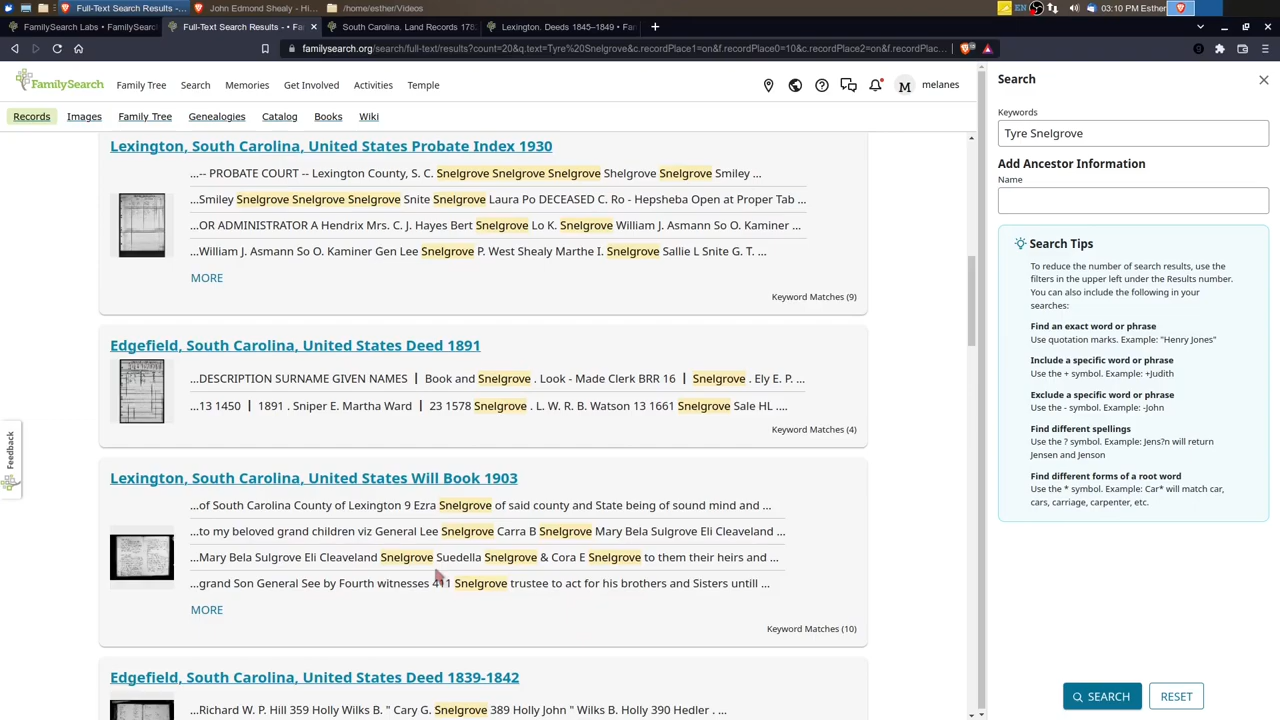 Full-Text Search Results - ...
John Edmond Shealy - Hist...
/home/esther/Videos
EN
03:10 PM Esther
FamilySearch Labs • FamilySearc
Full-Text Search Results - • Fa
South Carolina. Land Records 178
Lexington. Deeds 1845–1849 • Fam
familysearch.org/search/full-text/results?count=20&q.text=Tyre%20Snelgrove&c.recordPlace1=on&f.recordPlace0=10&c.recordPlace2=on&f.recordPlac...
FamilySearch
Family Tree
Search
Memories
Get Involved
Activities
Temple
M
melanes
Records
Images
Family Tree
Genealogies
Catalog
Books
Wiki
Lexington, South Carolina, United States Probate Index 1930
...-- PROBATE COURT -- Lexington County, S. C. Snelgrove Snelgrove Snelgrove Shelgrove Snelgrove Smiley ...
...Smiley Snelgrove Snelgrove Snelgrove Snite Snelgrove Laura Po DECEASED C. Ro - Hepsheba Open at Proper Tab ...
...OR ADMINISTRATOR A Hendrix Mrs. C. J. Hayes Bert Snelgrove Lo K. Snelgrove William J. Asmann So O. Kaminer ...
...William J. Asmann So O. Kaminer Gen Lee Snelgrove P. West Shealy Marthe I. Snelgrove Sallie L Snite G. T. ...
MORE
Keyword Matches (9)
Edgefield, South Carolina, United States Deed 1891
...DESCRIPTION SURNAME GIVEN NAMES | Book and Snelgrove . Look - Made Clerk BRR 16 | Snelgrove . Ely E. P. ...
...13 1450 | 1891 . Sniper E. Martha Ward | 23 1578 Snelgrove . L. W. R. B. Watson 13 1661 Snelgrove Sale HL ....
Keyword Matches (4)
Lexington, South Carolina, United States Will Book 1903
...of South Carolina County of Lexington 9 Ezra Snelgrove of said county and State being of sound mind and ...
...to my beloved grand children viz General Lee Snelgrove Carra B Snelgrove Mary Bela Sulgrove Eli Cleaveland ...
...Mary Bela Sulgrove Eli Cleaveland Snelgrove Suedella Snelgrove & Cora E Snelgrove to them their heirs and ...
...grand Son General See by Fourth witnesses 411 Snelgrove trustee to act for his brothers and Sisters untill ...
MORE
Keyword Matches (10)
Edgefield, South Carolina, United States Deed 1839-1842
...Richard W. P. Hill 359 Holly Wilks B. " Gary G. Snelgrove 389 Holly John " Wilks B. Holly 390 Hedler . ...
Feedback
Search
Keywords
Tyre Snelgrove
Add Ancestor Information
Name
Search Tips
To reduce the number of search results, use the
filters in the upper left under the Results number.
You can also include the following in your
searches:
Find an exact word or phrase
Use quotation marks. Example: "Henry Jones"
Include a specific word or phrase
Use the + symbol. Example: +Judith
Exclude a specific word or phrase
Use the - symbol. Example: -John
Find different spellings
Use the ? symbol. Example: Jens?n will return
Jensen and Jenson
Find different forms of a root word
Use the * symbol. Example: Car* will match car,
cars, carriage, carpenter, etc.
SEARCH
RESET